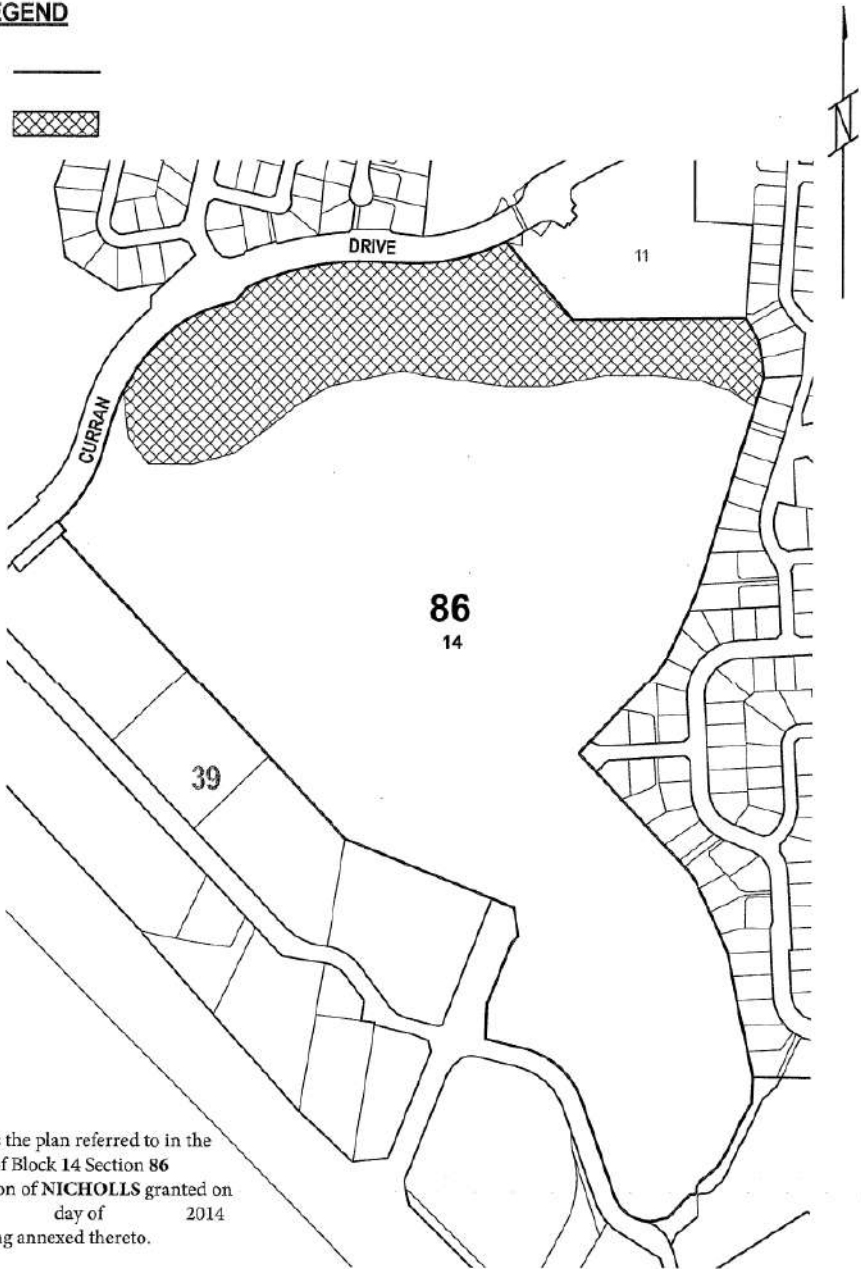 EGEND
N
DRIVE
11
CURRAN
86
14
39
the plan referred to in the
f Block 14 Section 86
on of NICHOLLS granted on
day of 2014
g annexed thereto.